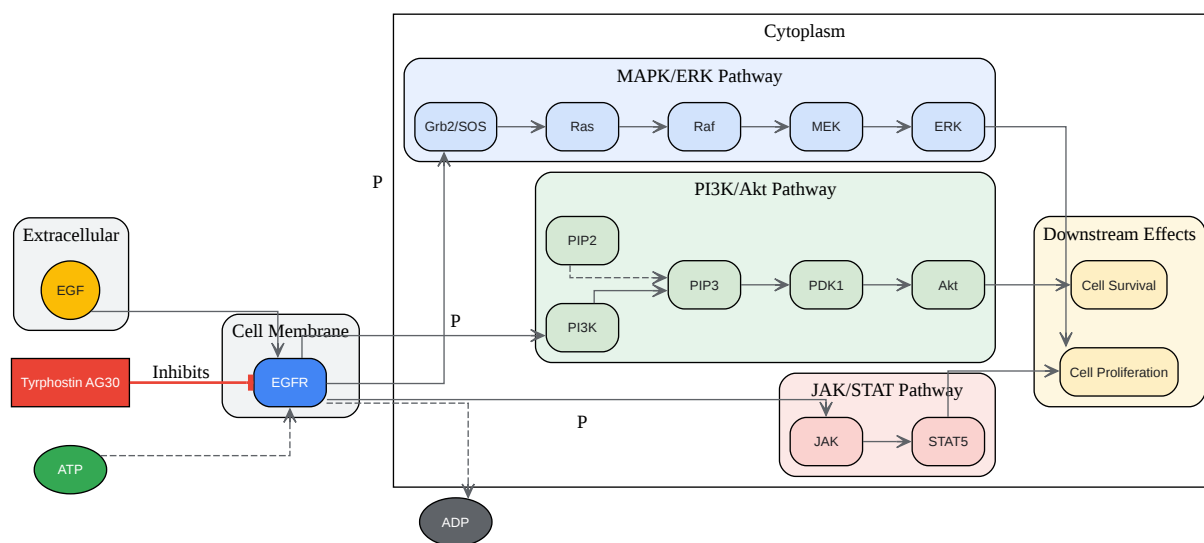 Cytoplasm
MAPK/ERK Pathway
Grb2/SOS
Ras
Raf
MEK
ERK
P
PI3K/Akt Pathway
PIP2
PI3K
PIP3
PDK1
Akt
Extracellular
EGF
Cell Membrane
EGFR
P
Tyrphostin AG30
Inhibits
ATP
ADP
P
JAK/STAT Pathway
JAK
STAT5
Downstream Effects
Cell Survival
Cell Proliferation